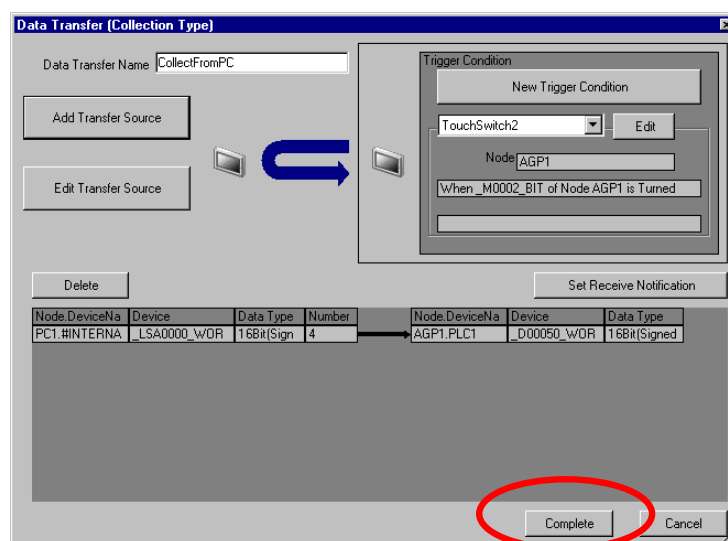 Data Transfer (Collection Type)
Data Transfer Name CollectFromPC
Add Transfer Source
Edit Transfer Source
Trigger Condition
New Trigger Condition
TouchSwitch2 Edit
Node AGP1
When _M0002_BIT of Node AGP1 is Turned
Delete Set Receive Notification
Node.DeviceNa Device Data Type Number Node.DeviceNa Device Data Type
PC1.#INTERNA _LSA0000_WOR 16Bit(Sign 4 AGP1.PLC1 _D00050_WOR 16Bit(Signed
Complete Cancel